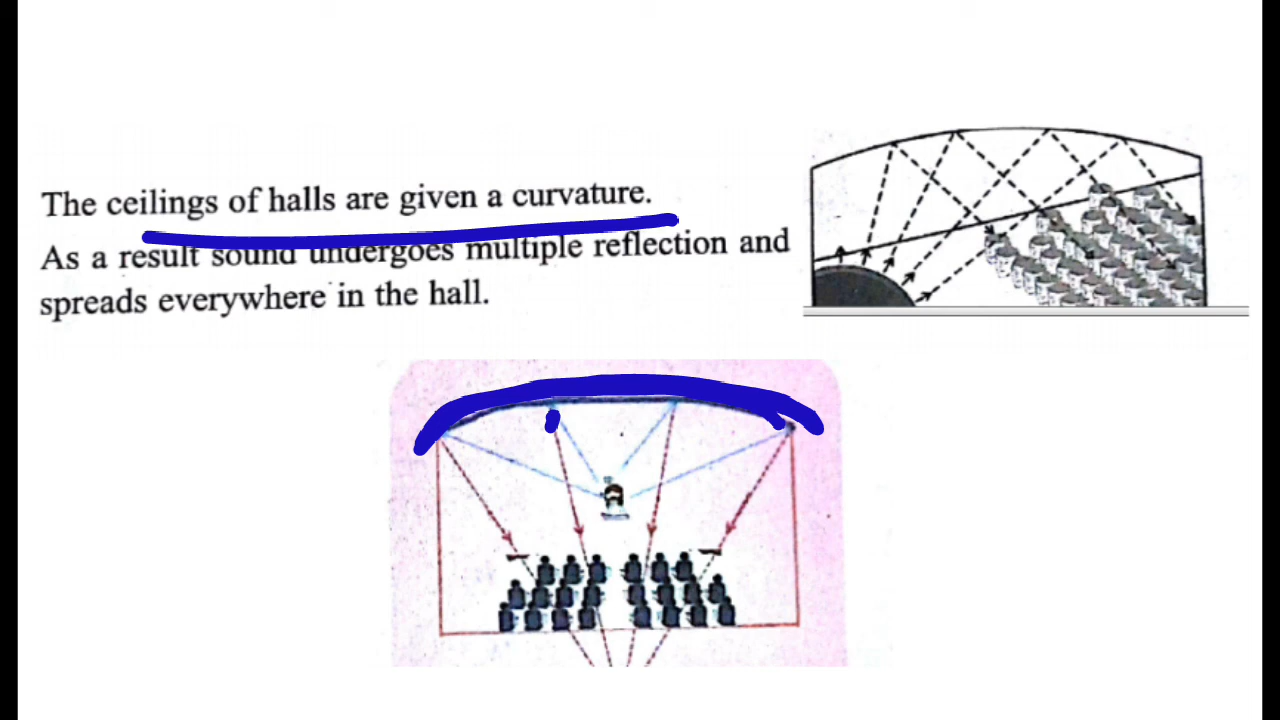 The ceilings of halls are given a curvature.
As a result sound undergoes multiple reflection and
spreads everywhere in the hall.